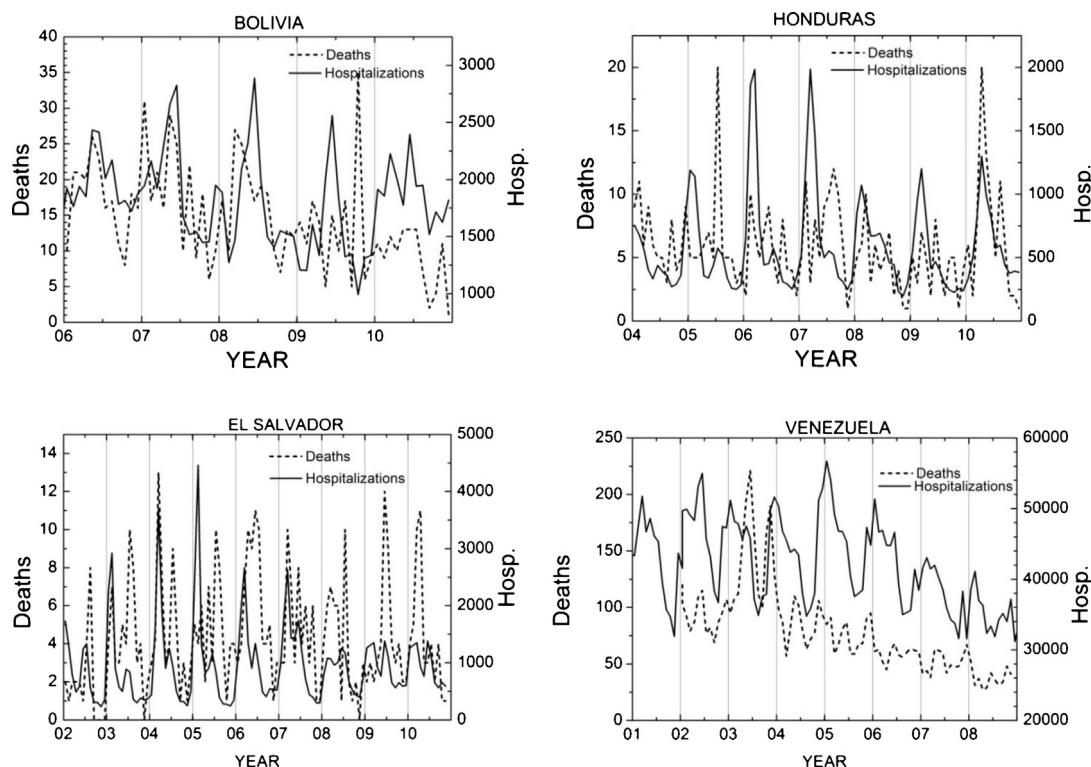 BOLIVIA
Deaths
Hospitalizations
40
35
30
25
20
15
10
5
0
3000
2500
2000
1500
1000
Deaths
Hosp.
06 07 08 09 10
YEAR
HONDURAS
Deaths
Hospitalizations
20
15
10
5
0
2000
1500
1000
500
0
Deaths
Hosp.
04 05 06 07 08 09 10
YEAR
EL SALVADOR
Deaths
Hospitalizations
14
12
10
8
6
4
2
0
5000
4000
3000
2000
1000
0
Deaths
Hosp.
02 03 04 05 06 07 08 09 10
YEAR
VENEZUELA
Deaths
Hospitalizations
250
200
150
100
50
0
60000
50000
40000
30000
20000
Deaths
Hosp.
01 02 03 04 05 06 07 08
YEAR